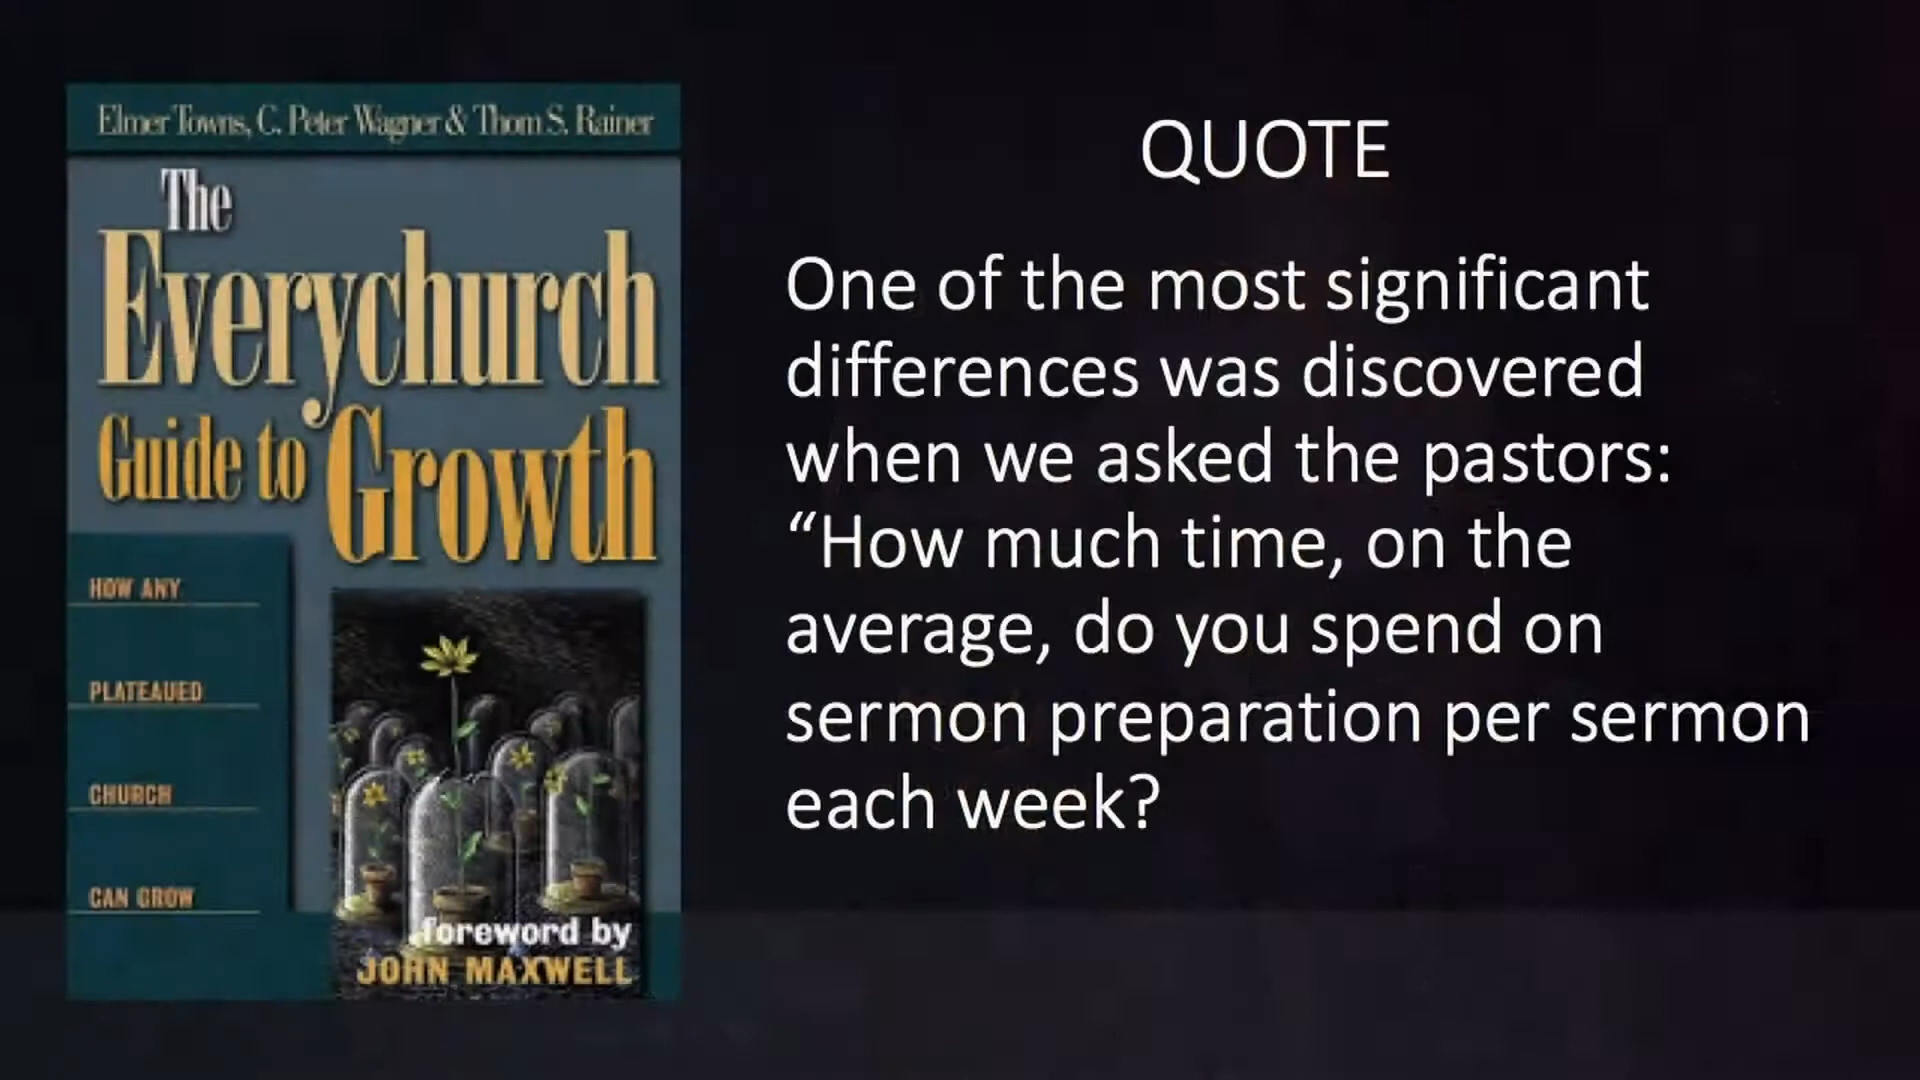 Elmer Towns, C. Peter Wagner & Thom S. Rainer
The
Everychurch
Guide to Growth
HOW ANY
PLATEAUED
CHURCH
CAN GROW
foreword by
JOHN MAXWELL
QUOTE
One of the most significant
differences was discovered
when we asked the pastors:
“How much time, on the
average, do you spend on
sermon preparation per sermon
each week?